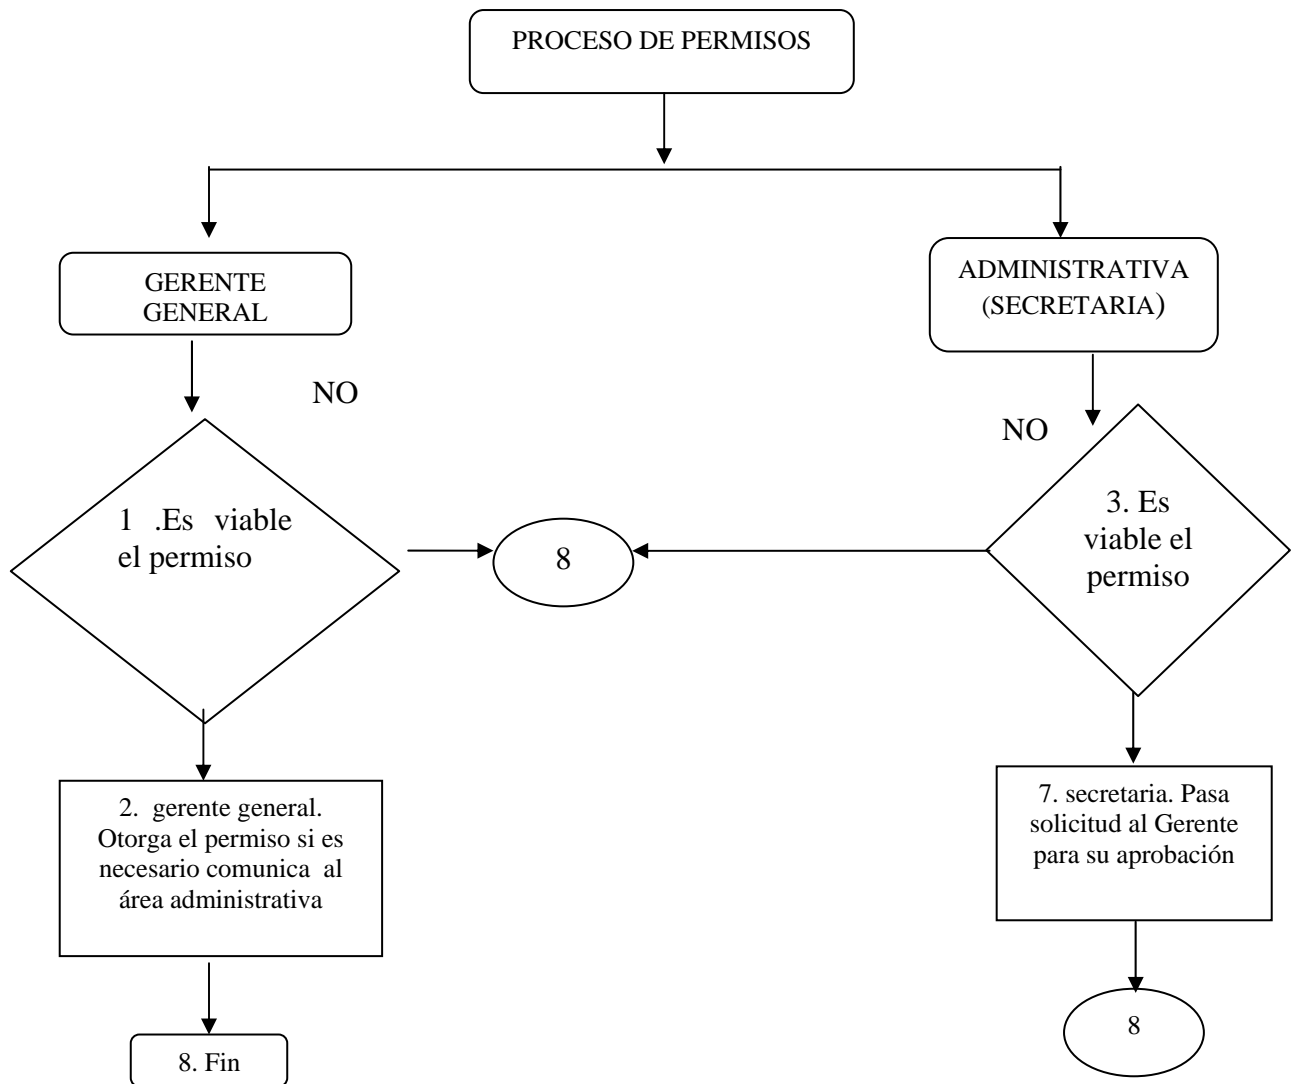 PROCESO DE PERMISOS
GERENTE
GENERAL
ADMINISTRATIVA
(SECRETARIA)
NO
NO
1 .Es viable
el permiso
8
3. Es
viable el
permiso
2. gerente general.
Otorga el permiso si es
necesario comunica al
área administrativa
7. secretaria. Pasa
solicitud al Gerente
para su aprobación
8. Fin
8